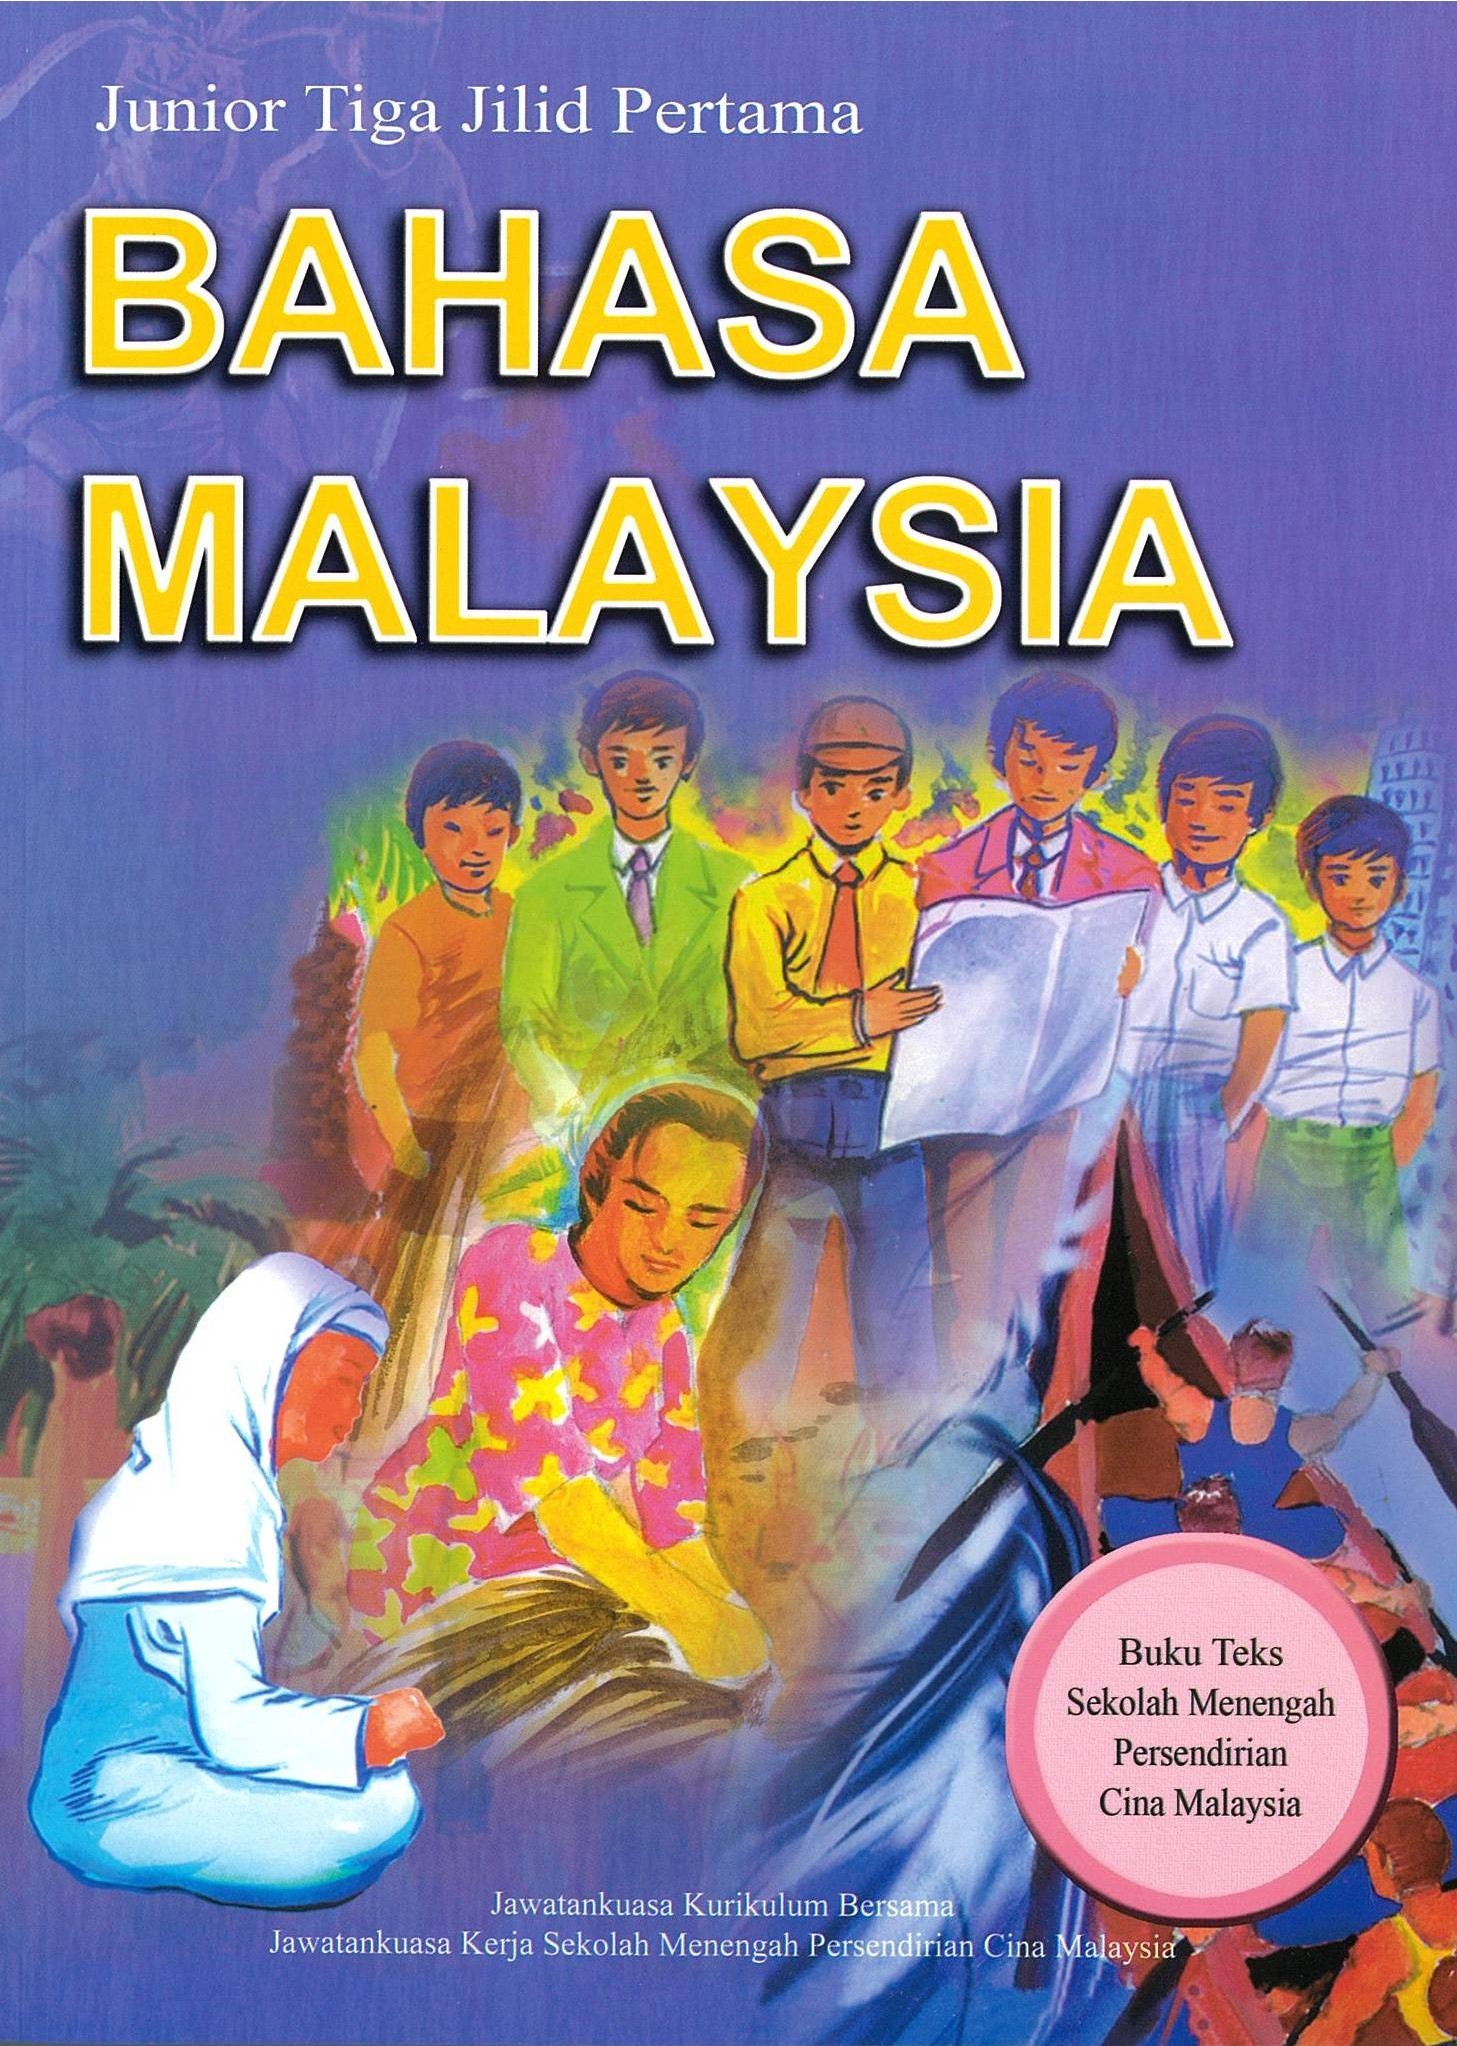 Junior Tiga Jilid Pertama
BAHASA
MALAYSIA
Buku Teks
Sekolah Menengah
Persendirian
Cina Malaysia
Jawatankuasa Kurikulum Bersama
Jawatankuasa Kerja Sekolah Menengah Persendirian Cina Malaysia